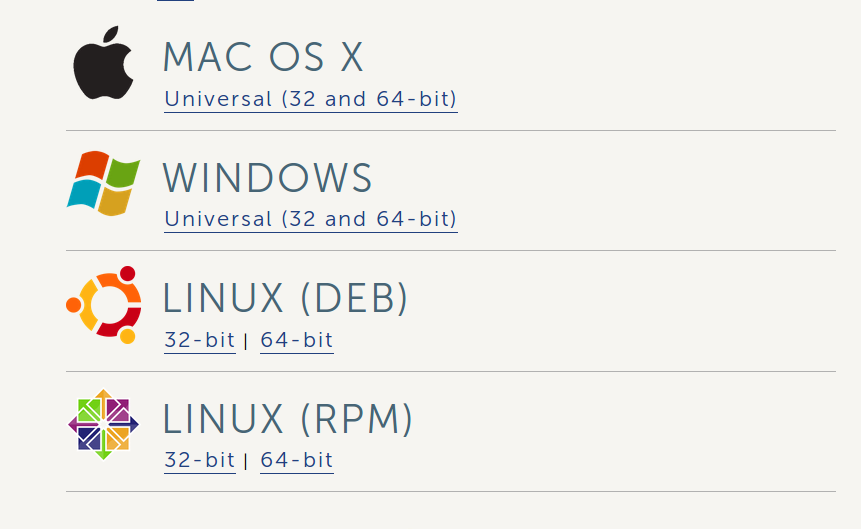 MAC OS X
Universal (32 and 64-bit)
WINDOWS
Universal (32 and 64-bit)
LINUX (DEB)
32-bit | 64-bit
LINUX (RPM)
32-bit | 64-bit